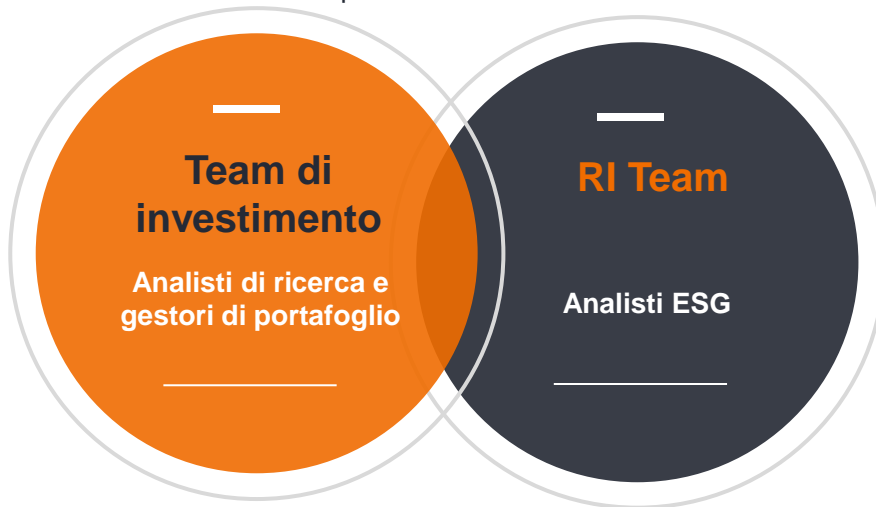 Team di
investimento
Analisti di ricerca e
gestori di portafoglio
RI Team
Analisti ESG